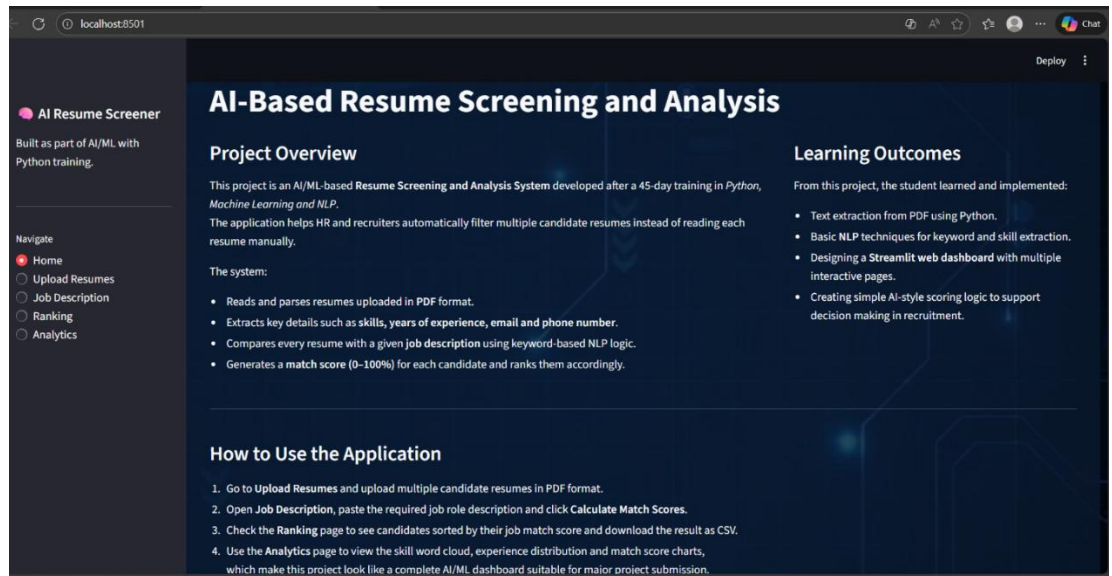 localhost:8501
Chat
Deploy
AI Resume Screener
Built as part of AI/ML with
Python training.
Navigate
Home
Upload Resumes
Job Description
Ranking
Analytics
AI-Based Resume Screening and Analysis
Project Overview
This project is an AI/ML-based Resume Screening and Analysis System developed after a 45-day training in Python,
Machine Learning and NLP.
The application helps HR and recruiters automatically filter multiple candidate resumes instead of reading each
resume manually.
The system:
• Reads and parses resumes uploaded in PDF format.
• Extracts key details such as skills, years of experience, email and phone number.
• Compares every resume with a given job description using keyword-based NLP logic.
• Generates a match score (0–100%) for each candidate and ranks them accordingly.
Learning Outcomes
From this project, the student learned and implemented:
• Text extraction from PDF using Python.
• Basic NLP techniques for keyword and skill extraction.
• Designing a Streamlit web dashboard with multiple
interactive pages.
• Creating simple AI-style scoring logic to support
decision making in recruitment.
How to Use the Application
1. Go to Upload Resumes and upload multiple candidate resumes in PDF format.
2. Open Job Description, paste the required job role description and click Calculate Match Scores.
3. Check the Ranking page to see candidates sorted by their job match score and download the result as CSV.
4. Use the Analytics page to view the skill word cloud, experience distribution and match score charts,
which make this project look like a complete AI/ML dashboard suitable for major project submission.